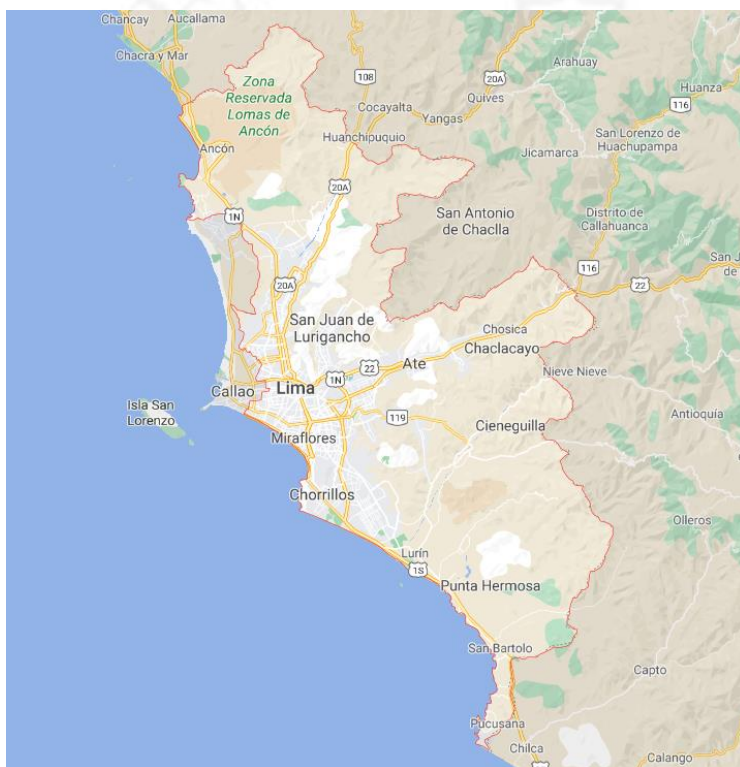 Chancay
Aucallama
Chacra y Mar
108
20A
Arahuay
Huanza
116
Zona
Reservada
Lomas de
Ancón
Cocayalta
Yangas
Quives
Huanchipuquio
San Lorenzo de
Huachupampa
Jicamarca
Ancón
20A
1N
San Antonio
de Chaclla
Distrito de
Callahuanca
116
22
20A
San Juan de
Lurigancho
Chosica
Chaclacayo
22
Ate
1N
Nieve Nieve
Callao
Lima
Isla San
Lorenzo
119
Antioquía
Cieneguilla
Miraflores
Chorrillos
Olleros
Lurín
1S
Punta Hermosa
San Bartolo
Capto
Pucusana
Chilca
Calango